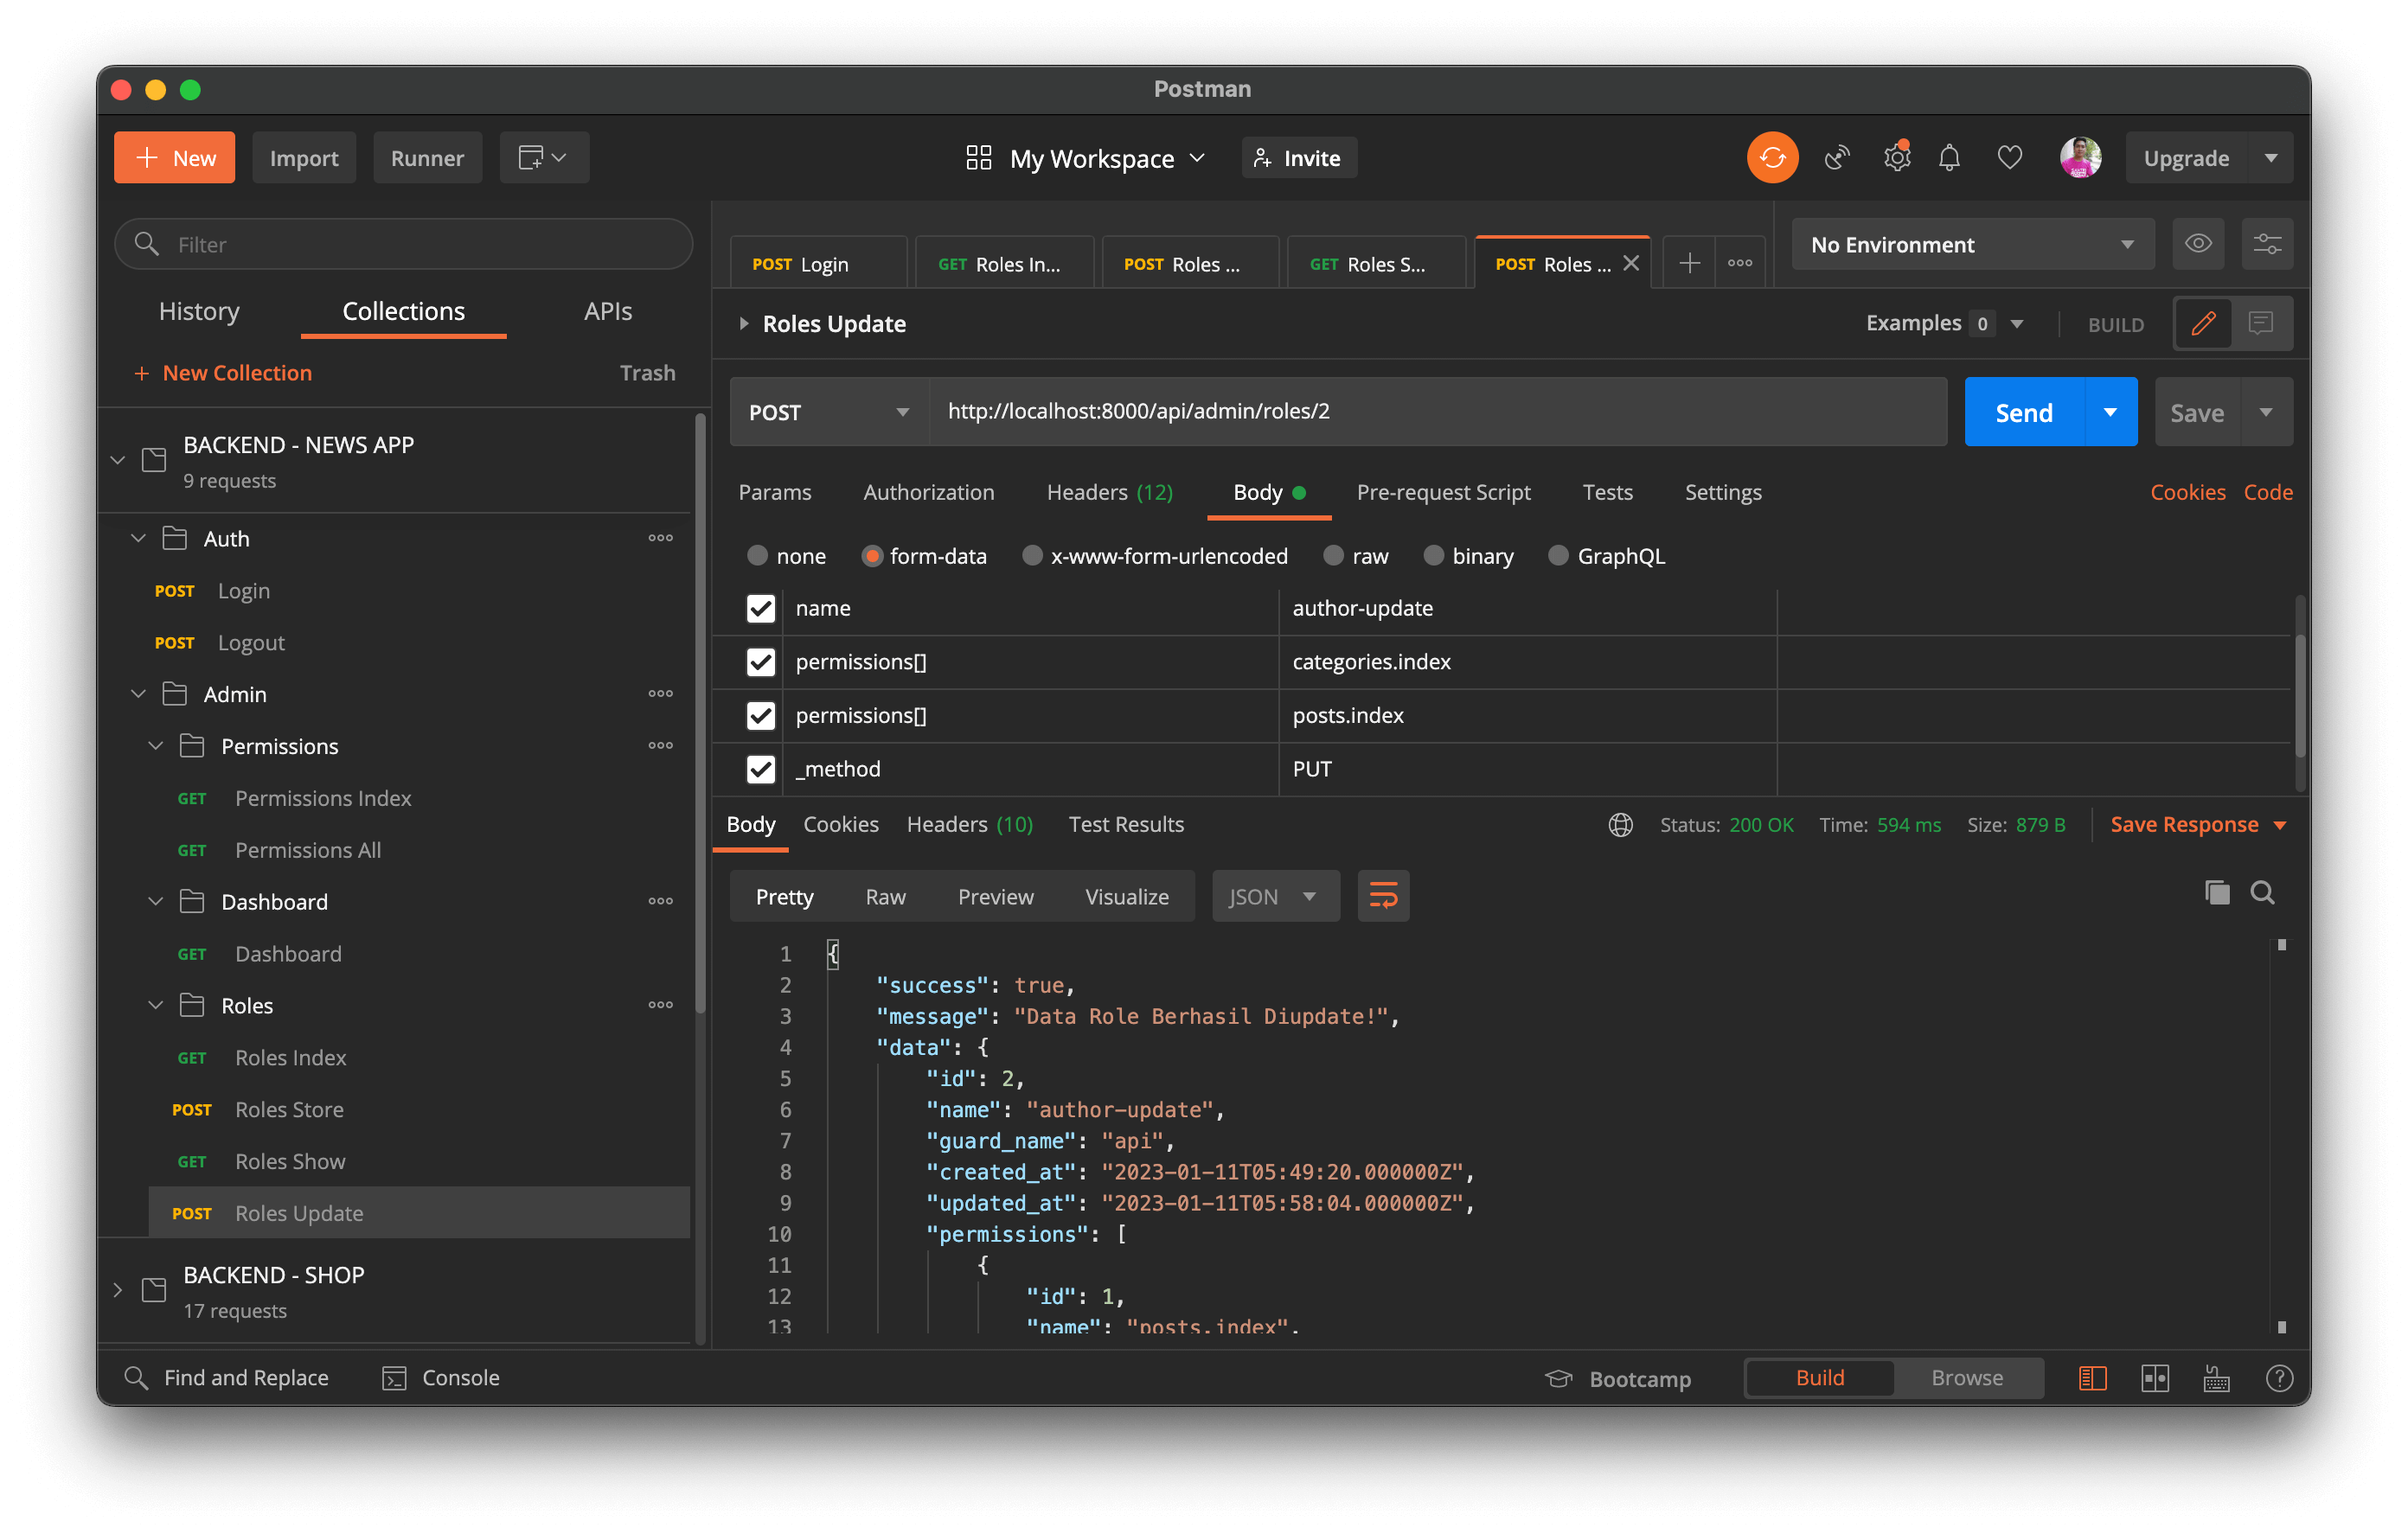 Postman
New
Import
Runner
My Workspace
Invite
Upgrade
Filter
History
Collections
APIs
New Collection
Trash
BACKEND - NEWS APP
9 requests
Auth
POST Login
POST Logout
Admin
Permissions
GET Permissions Index
GET Permissions All
Dashboard
GET Dashboard
Roles
GET Roles Index
POST Roles Store
GET Roles Show
POST Roles Update
BACKEND - SHOP
17 requests
POST Login
GET Roles In...
POST Roles ...
GET Roles S...
POST Roles ...
No Environment
Roles Update
Examples 0
BUILD
POST
http://localhost:8000/api/admin/roles/2
Send
Save
Params
Authorization
Headers (12)
Body
Pre-request Script
Tests
Settings
Cookies
Code
none
form-data
x-www-form-urlencoded
raw
binary
GraphQL
name author-update
permissions[] categories.index
permissions[] posts.index
_method PUT
Body
Cookies
Headers (10)
Test Results
Status: 200 OK
Time: 594 ms
Size: 879 B
Save Response
Pretty
Raw
Preview
Visualize
JSON
1 {
2 "success": true,
3 "message": "Data Role Berhasil Diupdate!",
4 "data": {
5 "id": 2,
6 "name": "author-update",
7 "guard_name": "api",
8 "created_at": "2023-01-11T05:49:20.000000Z",
9 "updated_at": "2023-01-11T05:58:04.000000Z",
10 "permissions": [
11 {
12 "id": 1,
13 "name": "posts.index",
Find and Replace
Console
Bootcamp
Build
Browse